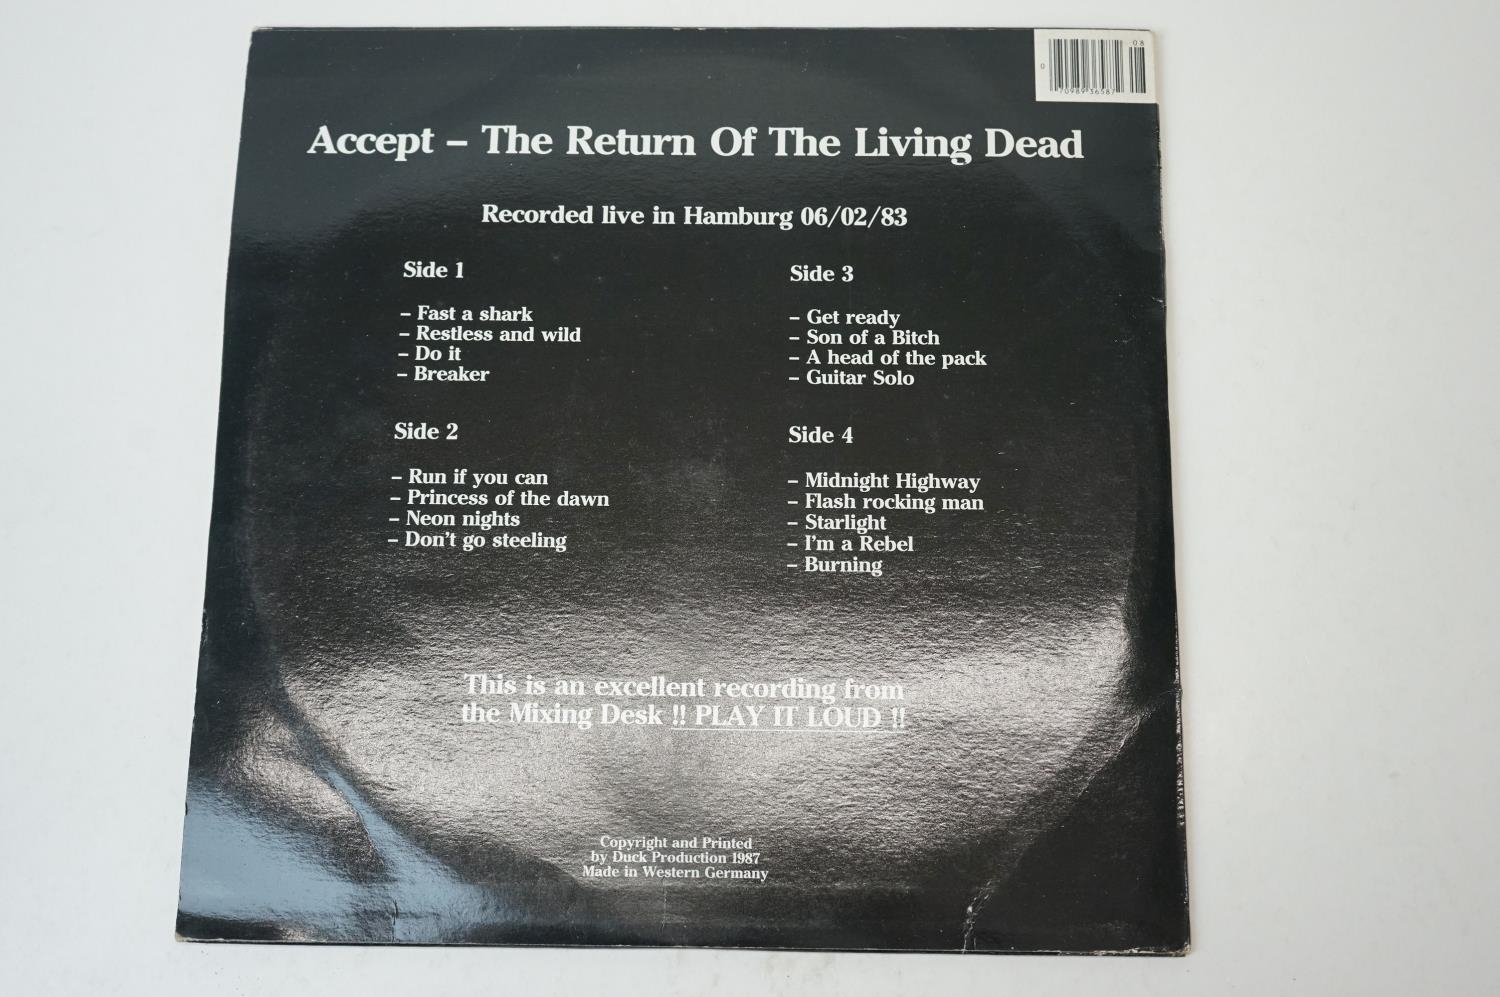 08
0 70989 36587
Accept – The Return Of The Living Dead
Recorded live in Hamburg 06/02/83
Side 1
– Fast a shark
– Restless and wild
– Do it
– Breaker
Side 2
– Run if you can
– Princess of the dawn
– Neon nights
– Don't go steeling
Side 3
– Get ready
– Son of a Bitch
– A head of the pack
– Guitar Solo
Side 4
– Midnight Highway
– Flash rocking man
– Starlight
– I'm a Rebel
– Burning
This is an excellent recording from
the Mixing Desk !! PLAY IT LOUD !!
Copyright and Printed
by Duck Production 1987
Made in Western Germany